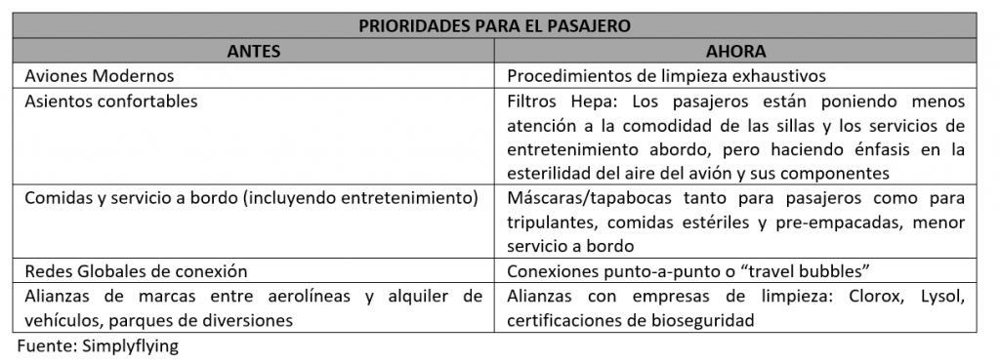 PRIORIDADES PARA EL PASAJERO
ANTES
AHORA
Aviones Modernos
Procedimientos de limpieza exhaustivos
Asientos confortables
Filtros Hepa: Los pasajeros están poniendo menos
atención a la comodidad de las sillas y los servicios de
entretenimiento abordo, pero haciendo énfasis en la
esterilidad del aire del avión y sus componentes
Comidas y servicio a bordo (incluyendo entretenimiento)
Máscaras/tapabocas tanto para pasajeros como para
tripulantes, comidas estériles y pre-empacadas, menor
servicio a bordo
Redes Globales de conexión
Conexiones punto-a-punto o “travel bubbles”
Alianzas de marcas entre aerolíneas y alquiler de
vehículos, parques de diversiones
Alianzas con empresas de limpieza: Clorox, Lysol,
certificaciones de bioseguridad
Fuente: Simplyflying